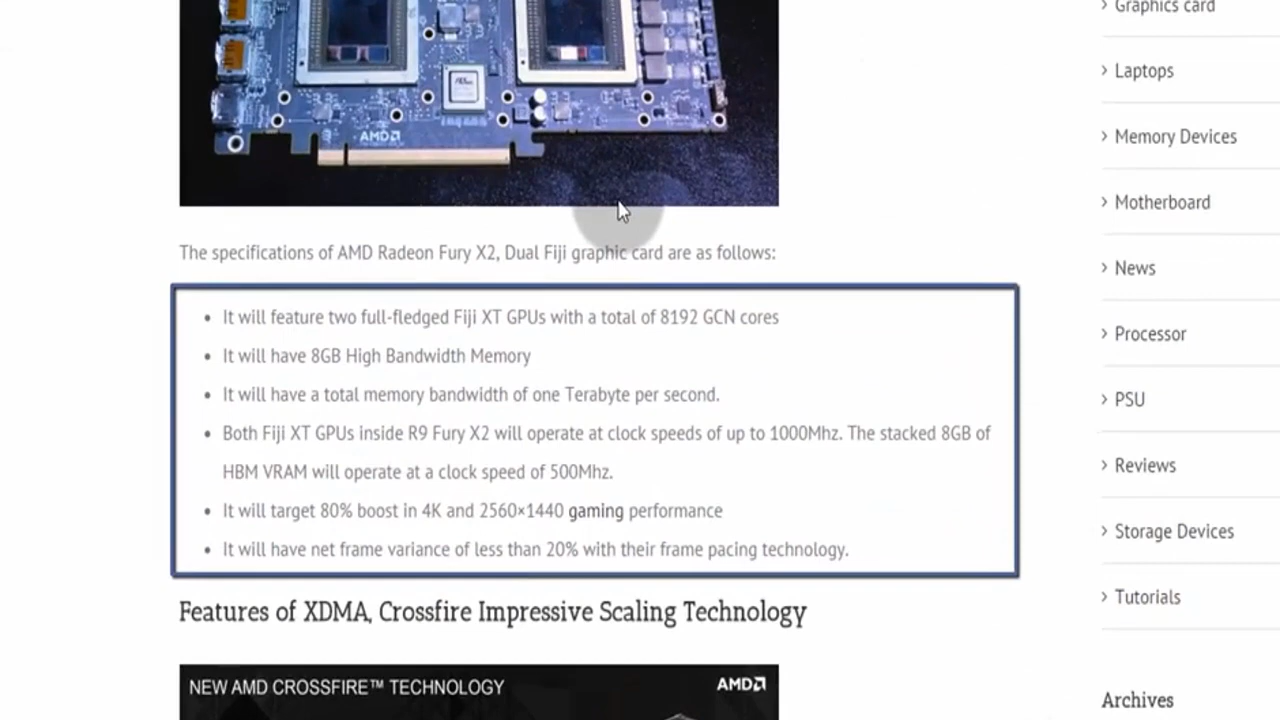 AMD
The specifications of AMD Radeon Fury X2, Dual Fiji graphic card are as follows:
It will feature two full-fledged Fiji XT GPUs with a total of 8192 GCN cores
It will have 8GB High Bandwidth Memory
It will have a total memory bandwidth of one Terabyte per second.
Both Fiji XT GPUs inside R9 Fury X2 will operate at clock speeds of up to 1000Mhz. The stacked 8GB of
HBM VRAM will operate at a clock speed of 500Mhz.
It will target 80% boost in 4K and 2560×1440 gaming performance
It will have net frame variance of less than 20% with their frame pacing technology.
Features of XDMA, Crossfire Impressive Scaling Technology
NEW AMD CROSSFIRE™ TECHNOLOGY
AMD
Graphics card
Laptops
Memory Devices
Motherboard
News
Processor
PSU
Reviews
Storage Devices
Tutorials
Archives